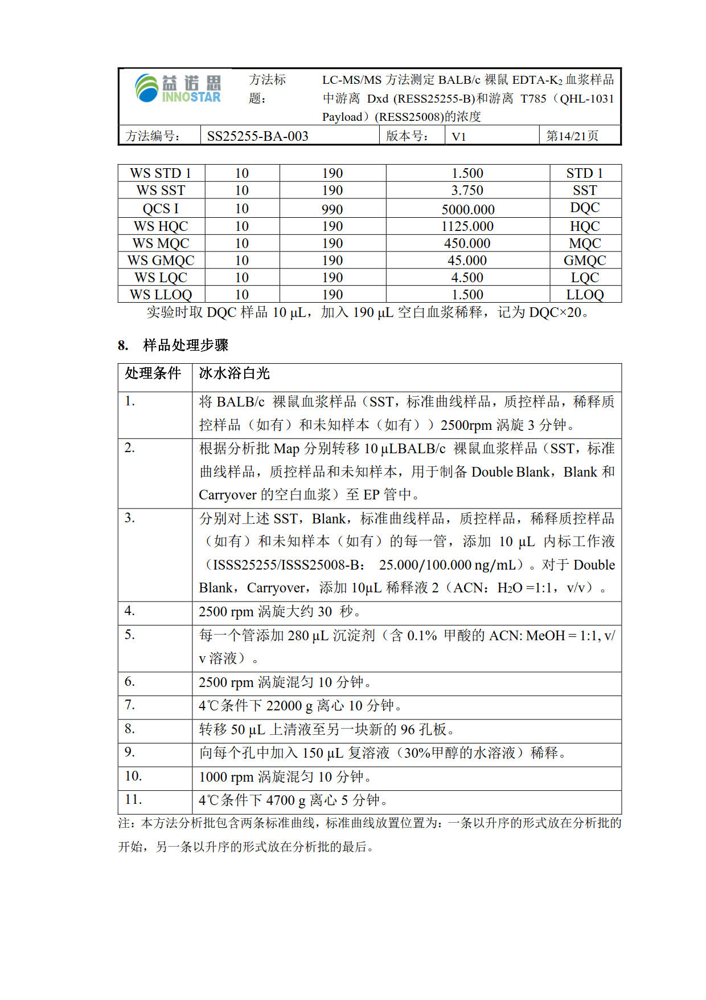 益诺思
INNOSTAR
方法标题：
LC-MS/MS 方法测定 BALB/c 裸鼠 EDTA-K2 血浆样品
中游离 Dxd (RESS25255-B)和游离 T785（QHL-1031
Payload）(RESS25008)的浓度
方法编号： SS25255-BA-003 版本号： V1 第14/21页
WS STD 1 10 190 1.500 STD 1
WS SST 10 190 3.750 SST
QCS I 10 990 5000.000 DQC
WS HQC 10 190 1125.000 HQC
WS MQC 10 190 450.000 MQC
WS GMQC 10 190 45.000 GMQC
WS LQC 10 190 4.500 LQC
WS LLOQ 10 190 1.500 LLOQ
实验时取 DQC 样品 10 μL，加入 190 μL 空白血浆稀释，记为 DQC×20。
8. 样品处理步骤
处理条件 冰水浴白光
1. 将 BALB/c 裸鼠血浆样品（SST，标准曲线样品，质控样品，稀释质
控样品（如有）和未知样本（如有））2500rpm 涡旋 3 分钟。
2. 根据分析批 Map 分别转移 10 μLBALB/c 裸鼠血浆样品（SST，标准
曲线样品，质控样品和未知样本，用于制备 Double Blank，Blank 和
Carryover 的空白血浆）至 EP 管中。
3. 分别对上述 SST，Blank，标准曲线样品，质控样品，稀释质控样品
（如有）和未知样本（如有）的每一管，添加 10 μL 内标工作液
（ISSS25255/ISSS25008-B： 25.000/100.000 ng/mL）。对于 Double
Blank，Carryover，添加 10μL 稀释液 2（ACN：H2O =1:1，v/v）。
4. 2500 rpm 涡旋大约 30 秒。
5. 每一个管添加 280 μL 沉淀剂（含 0.1% 甲酸的 ACN: MeOH = 1:1, v/
v 溶液）。
6. 2500 rpm 涡旋混匀 10 分钟。
7. 4℃条件下 22000 g 离心 10 分钟。
8. 转移 50 μL 上清液至另一块新的 96 孔板。
9. 向每个孔中加入 150 μL 复溶液（30%甲醇的水溶液）稀释。
10. 1000 rpm 涡旋混匀 10 分钟。
11. 4℃条件下 4700 g 离心 5 分钟。
注：本方法分析批包含两条标准曲线，标准曲线放置位置为：一条以升序的形式放在分析批的
开始，另一条以升序的形式放在分析批的最后。